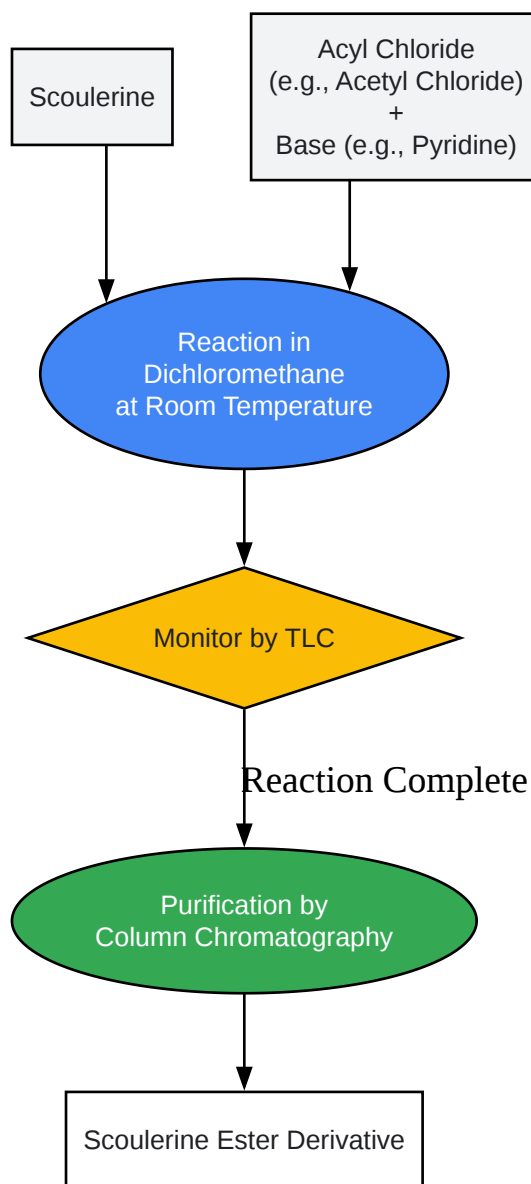 Scoulerine
Acyl Chloride
(e.g., Acetyl Chloride)
+
Base (e.g., Pyridine)
Reaction in
Dichloromethane
at Room Temperature
Monitor by TLC
Reaction Complete
Purification by
Column Chromatography
Scoulerine Ester Derivative